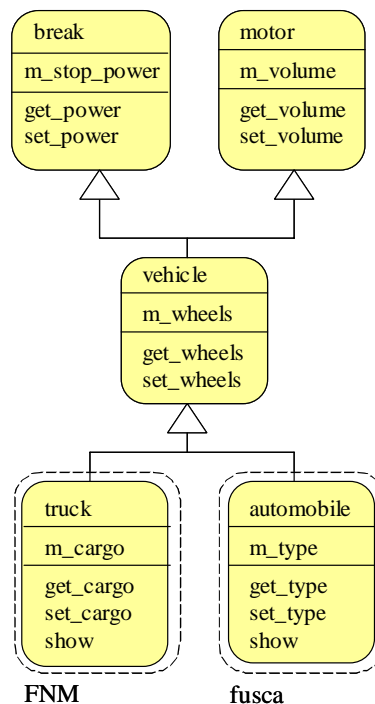 break
m_stop_power
get_power
set_power
motor
m_volume
get_volume
set_volume
vehicle
m_wheels
get_wheels
set_wheels
truck
m_cargo
get_cargo
set_cargo
show
FNM
automobile
m_type
get_type
set_type
show
fusca